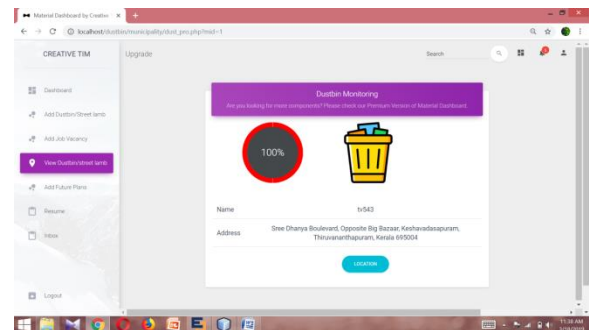 Material Dashboard by Creative
localhost/dustbin/municipality/dust_pro.php?mid=1
CREATIVE TIM
Upgrade
Search
Dashboard
Add Dustbin/Street lamb
Add Job Vacancy
View Dustbin/street lamb
Add Future Plans
Resume
Inbox
Logout
Dustbin Monitoring
Are you looking for more components? Please check our Premium Version of Material Dashboard.
100%
Name
tv543
Address
Sree Dhanya Boulevard, Opposite Big Bazaar, Keshavadasapuram,
Thiruvananthapuram, Kerala 695004
LOCATION
11:38 AM